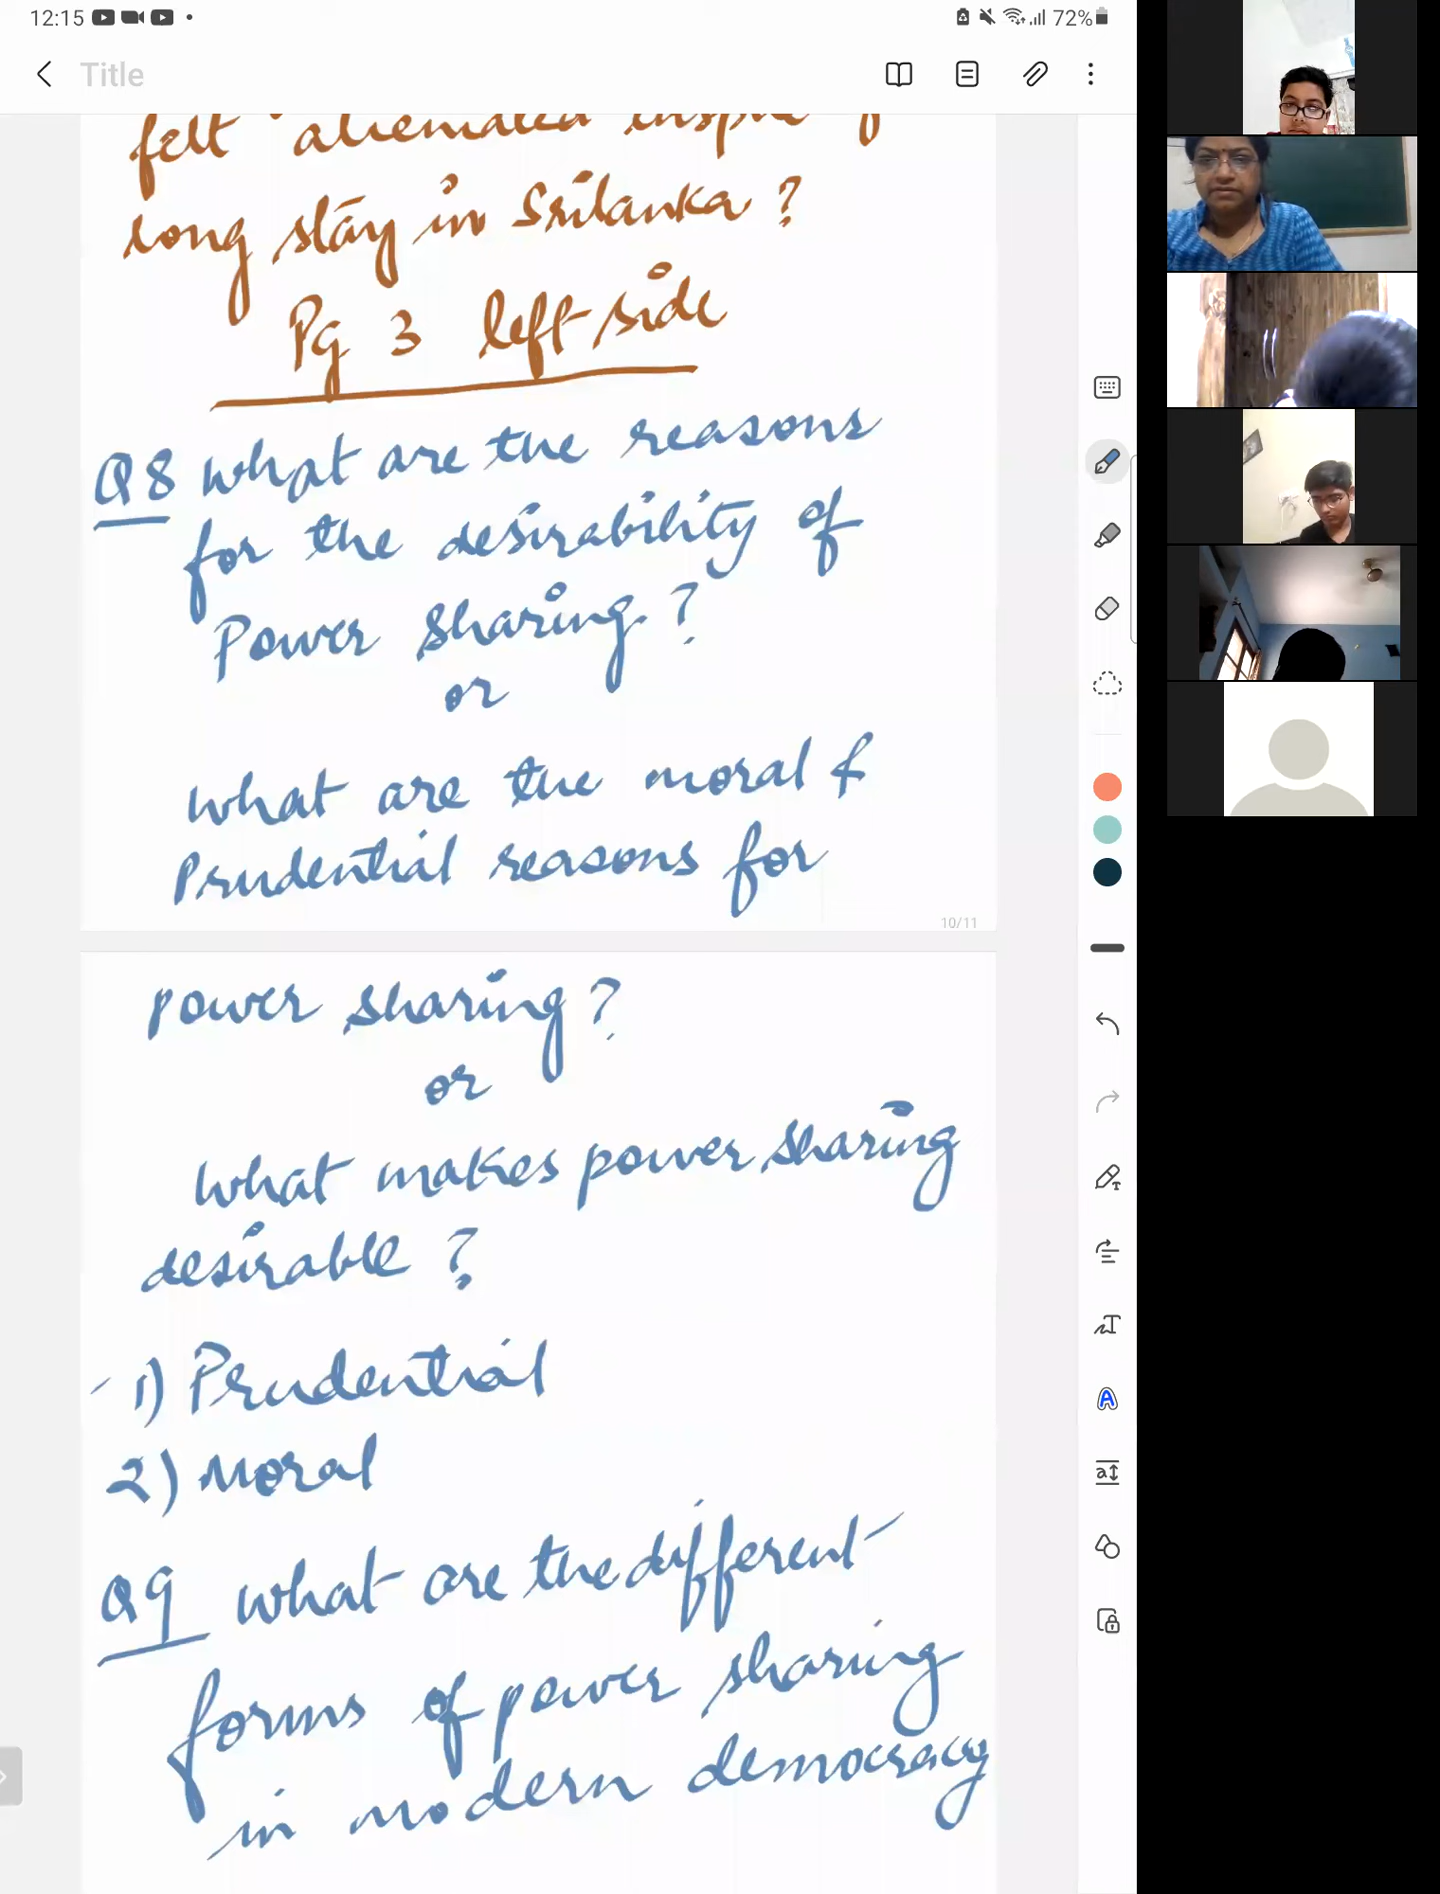 12:15
72%
Title
felt alienated inspite of
long stay in Srilanka ?
Pg 3 left side
Q8 What are the reasons
for the desirability of
Power sharing. ?
or
What are the moral &
Prudential reasons for
10/11
power sharing ?
or
What makes power sharing
desirable ?
1) Prudential
2) Moral
Q9 What are the different
forms of power sharing
in modern democracy